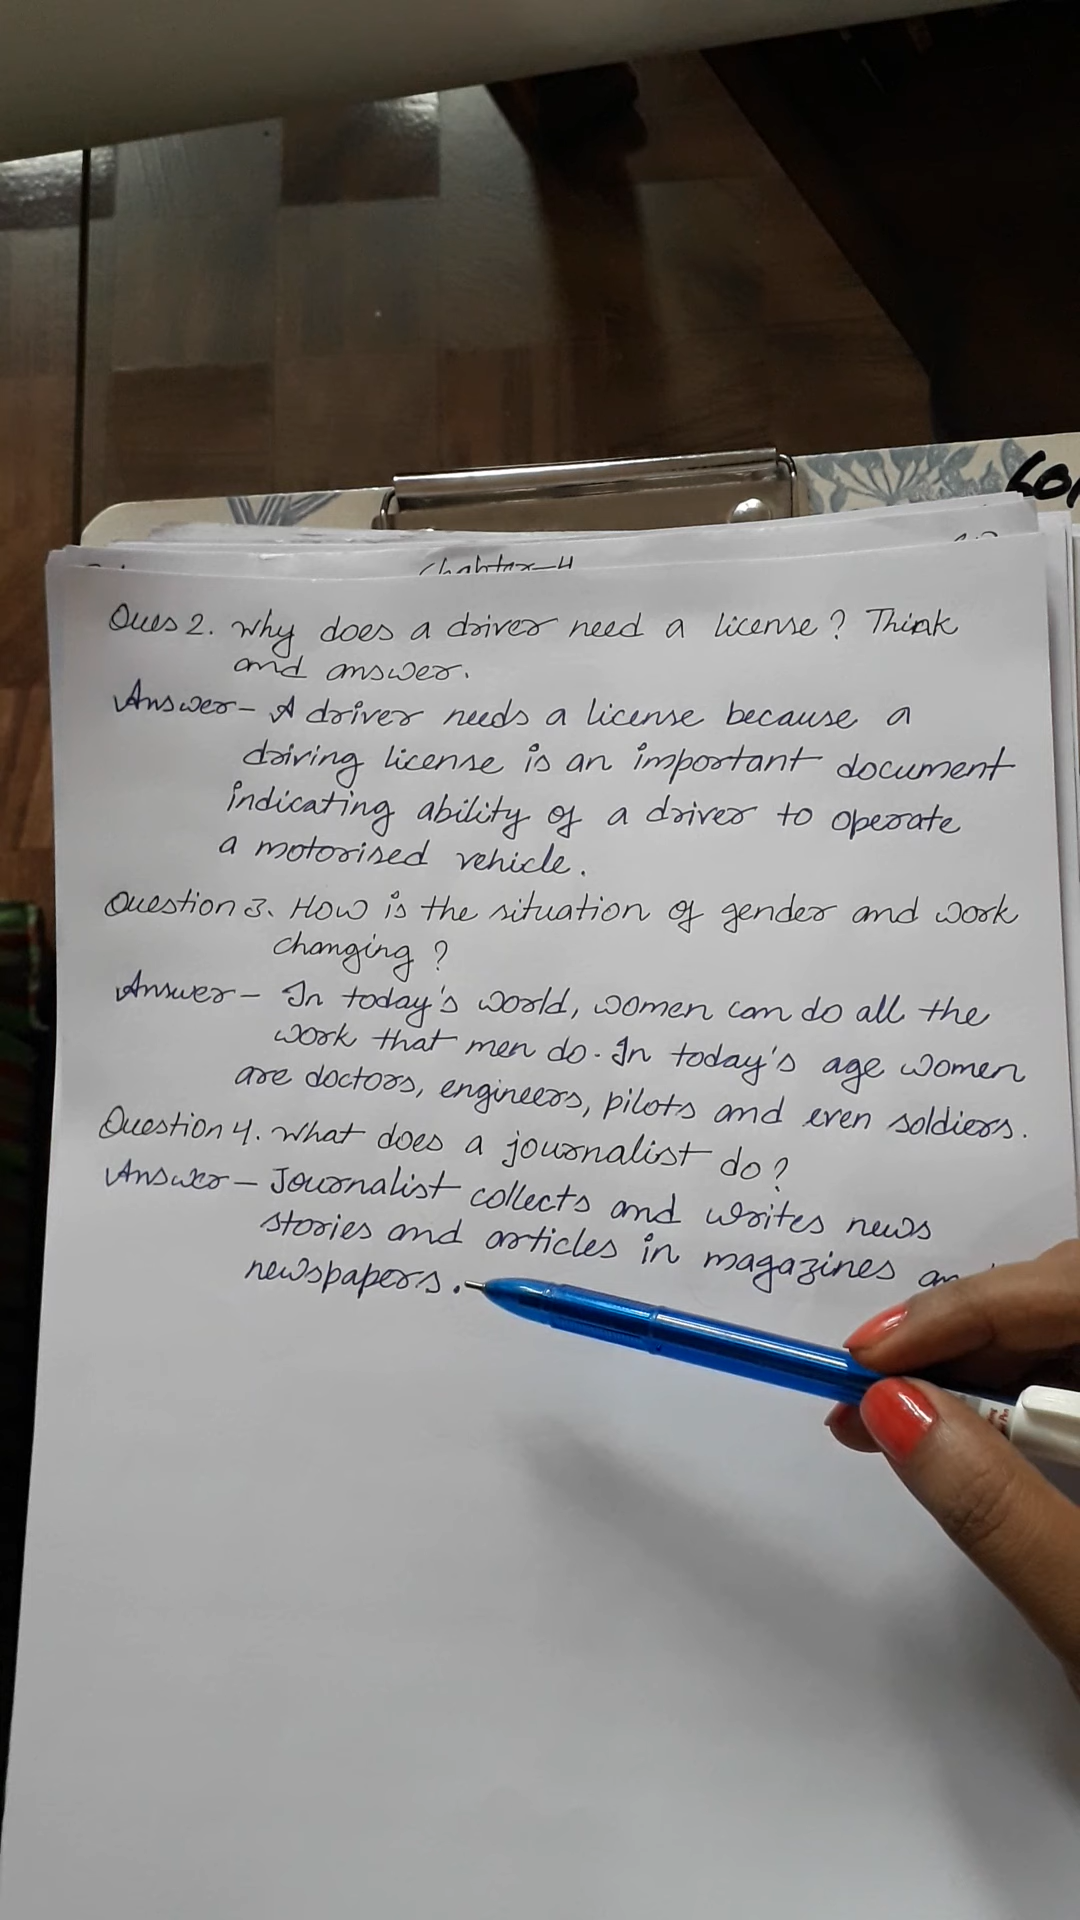 Chapter-4
Ques 2. Why does a driver need a license? Think
and answer.
Answer- A driver needs a license because a
driving license is an important document
indicating ability of a driver to operate
a motorised vehicle.
Question 3. How is the situation of gender and work
changing?
Answer- In today's world, women can do all the
work that men do. In today's age women
are doctors, engineers, pilots and even soldiers.
Question 4. What does a journalist do?
Answer- Journalist collects and writes news
stories and articles in magazines an
newspapers.